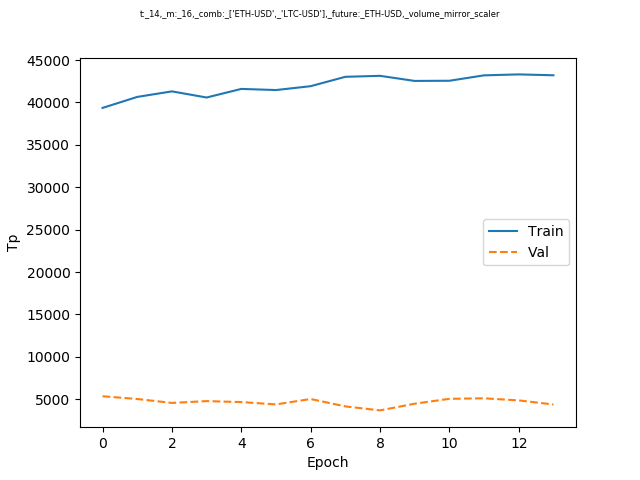 t:_14,_m:_16,_comb:_['ETH-USD',_'LTC-USD'],_future:_ETH-USD,_volume_mirror_scaler
45000
40000
35000
30000
25000
20000
15000
10000
5000
Tp
Train
Val
0 2 4 6 8 10 12
Epoch